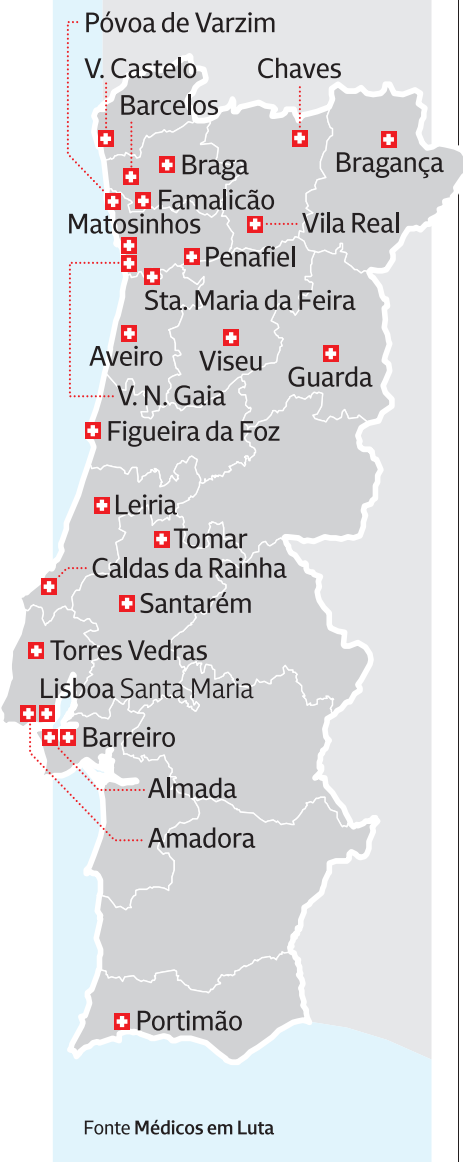 Póvoa de Varzim
V. Castelo
Chaves
Barcelos
Braga
Bragança
Famalicão
Matosinhos
Vila Real
Penafiel
Sta. Maria da Feira
Aveiro
Viseu
Guarda
V. N. Gaia
Figueira da Foz
Leiria
Tomar
Caldas da Rainha
Santarém
Torres Vedras
Lisboa Santa Maria
Barreiro
Almada
Amadora
Portimão
Fonte Médicos em Luta